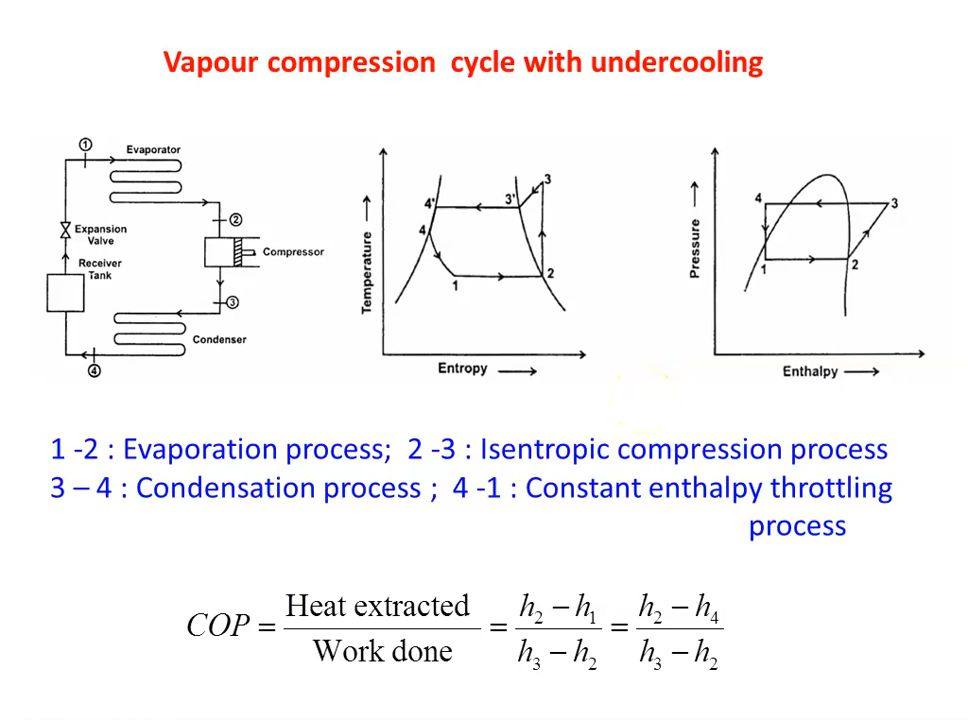 Vapour compression cycle with undercooling
1
Evaporator
2
Expansion
Valve
Compressor
Receiver
Tank
3
Condenser
4
Temperature
3
3'
4'
4
1
2
Entropy
Pressure
4
3
1
2
Enthalpy
1 -2 : Evaporation process; 2 -3 : Isentropic compression process
3 – 4 : Condensation process ; 4 -1 : Constant enthalpy throttling
process
COP = Heat extracted / Work done = h₂ − h₁ / h₃ − h₂ = h₂ − h₄ / h₃ − h₂